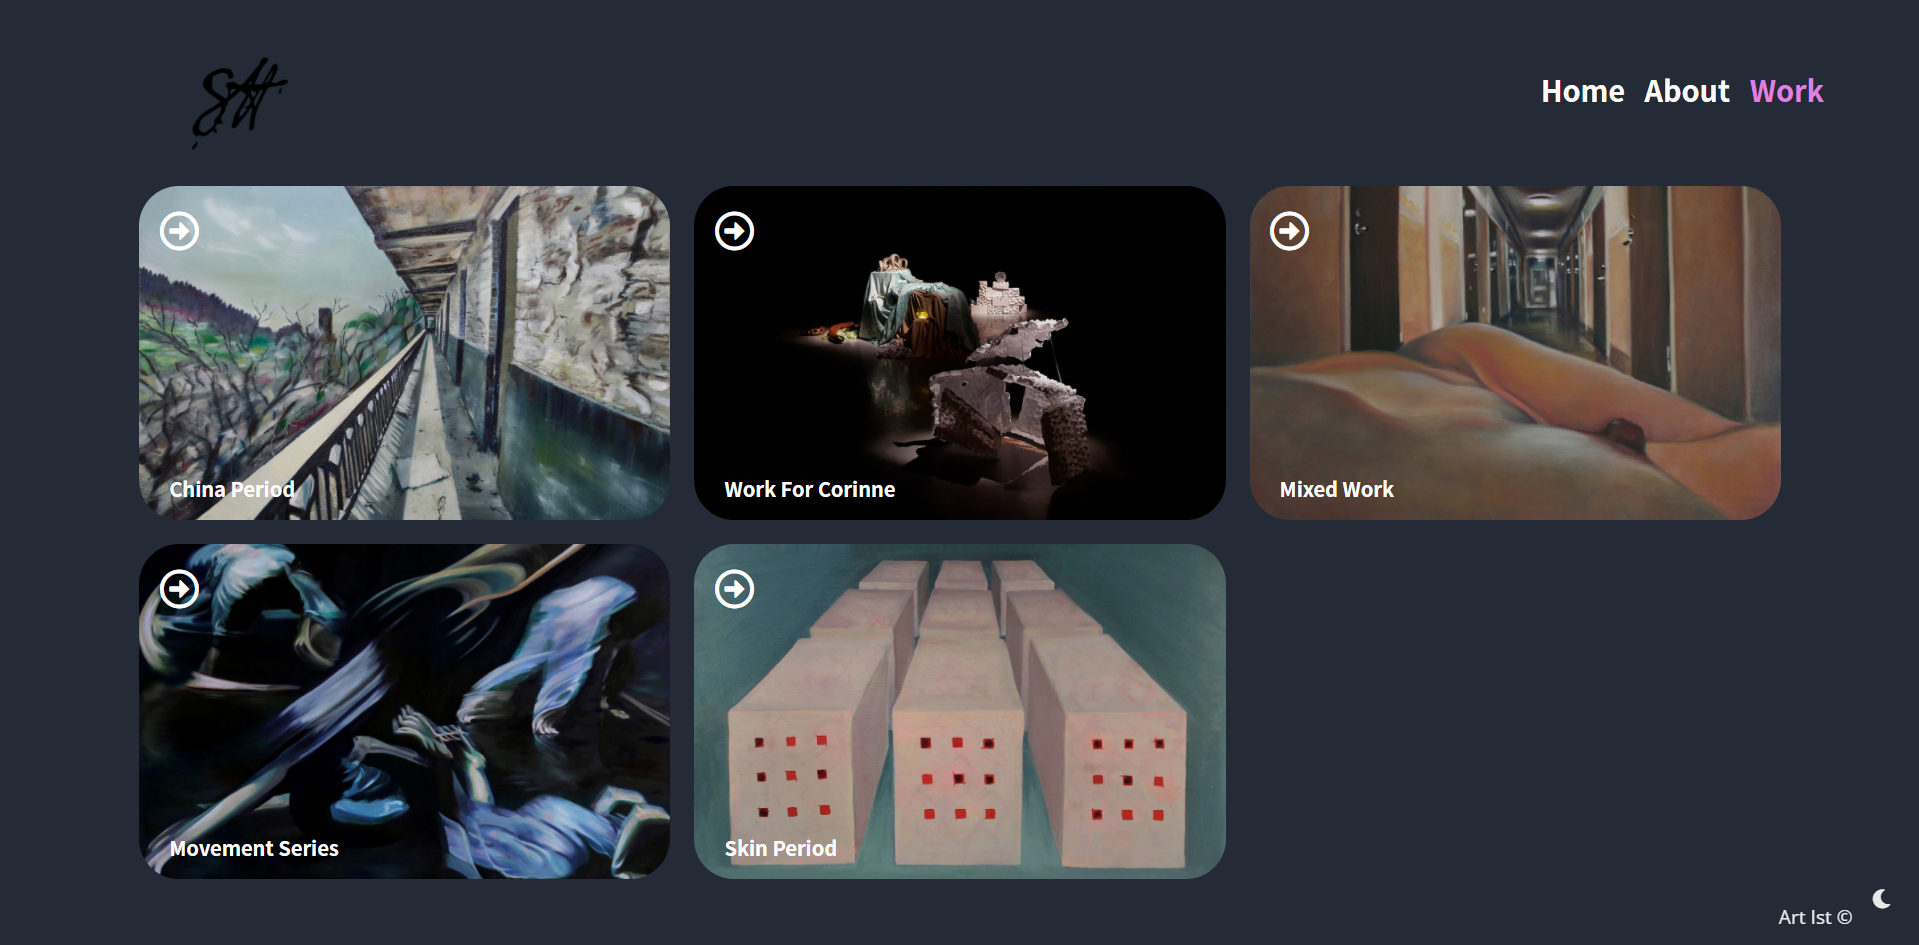 Home About Work
China Period
Work For Corinne
Mixed Work
Movement Series
Skin Period
Art Ist ©